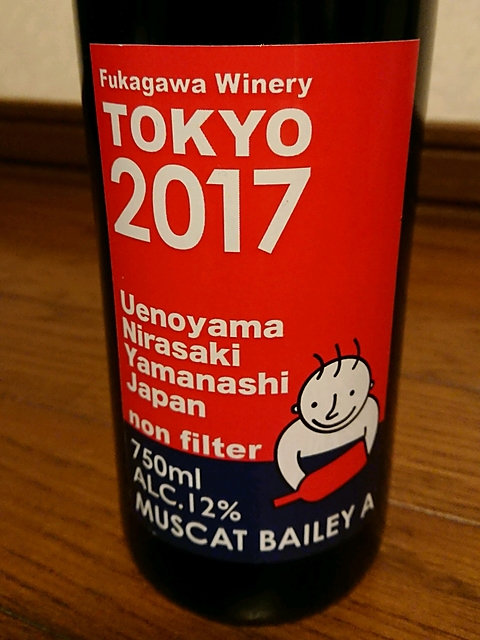 Fukagawa Winery
TOKYO
2017
Uenoyama
Nirasaki
Yamanashi
Japan
non filter
750ml
ALC.12%
MUSCAT BAILEY A